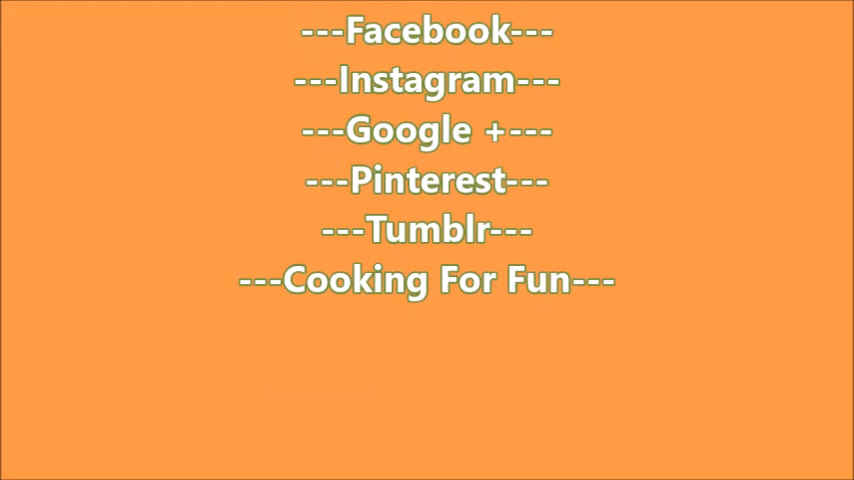 ---Facebook---
---Instagram---
---Google +---
---Pinterest---
---Tumblr---
---Cooking For Fun---